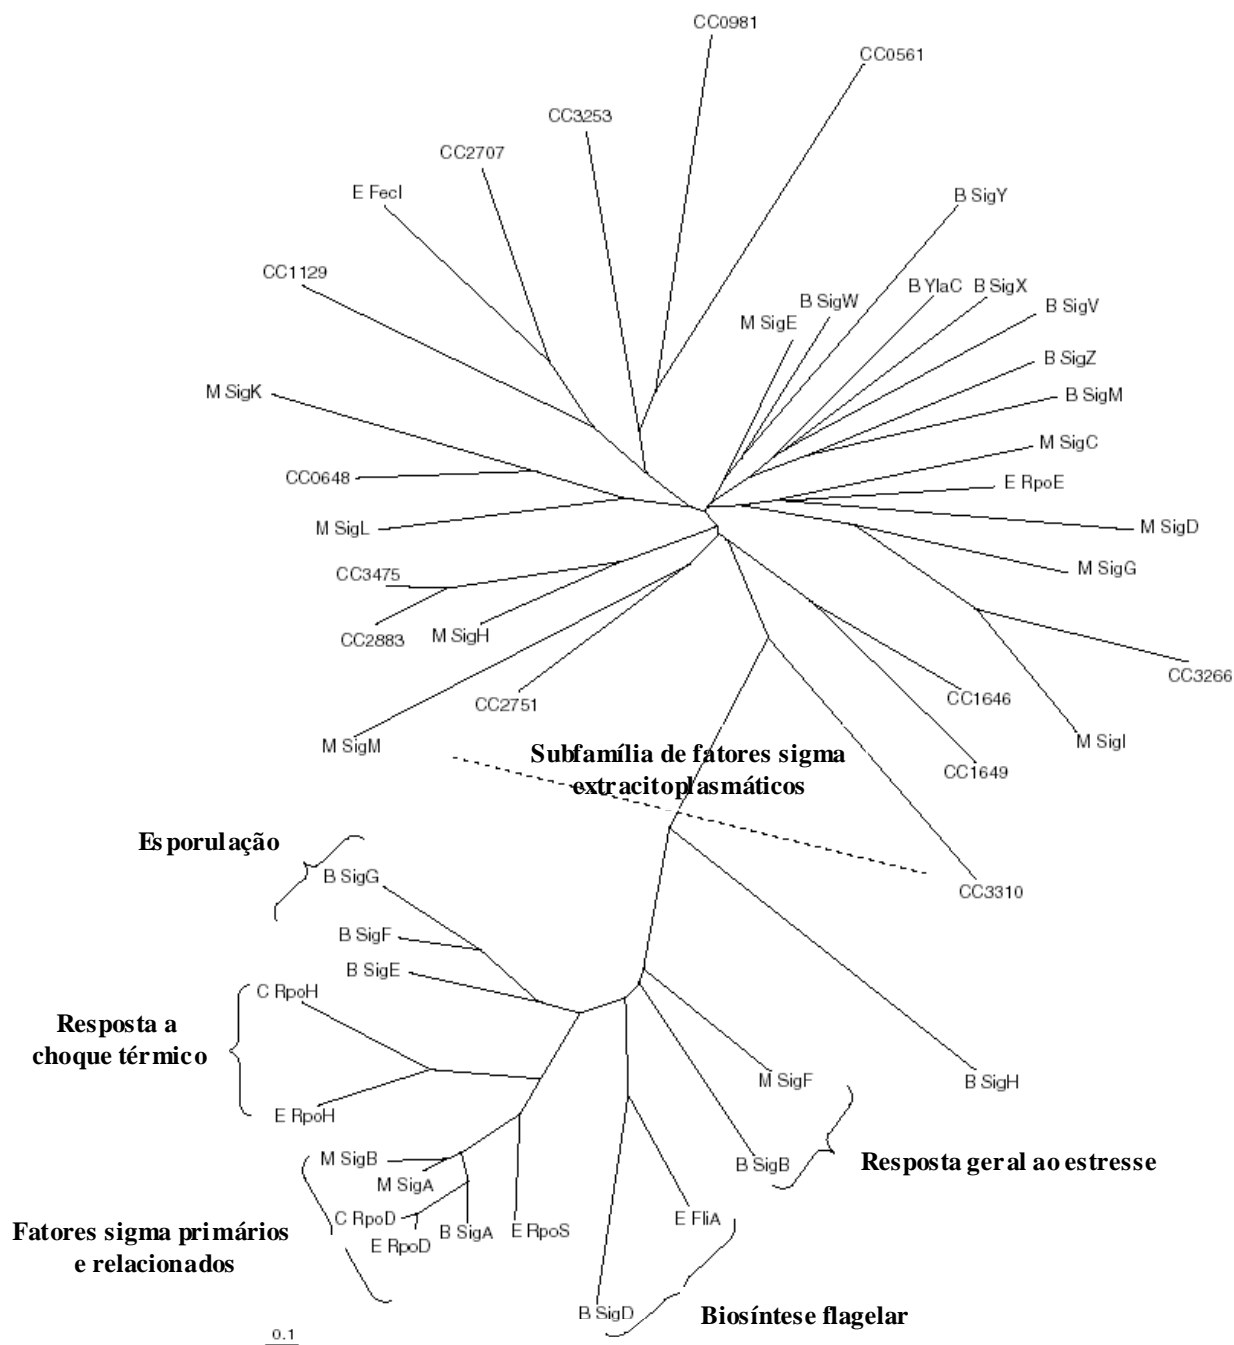 CC0981
CC0561
CC3253
CC2707
E FecI
B SigY
CC1129
B YlaC
B SigX
B SigW
B SigV
M SigE
B SigZ
M SigK
B SigM
M SigC
CC0648
E RpoE
M SigL
M SigD
CC3475
M SigG
CC2883
M SigH
CC3266
CC2751
CC1646
M SigM
M SigI
Subfamília de fatores sigma
extracitoplasmáticos
CC1649
Esporulação
B SigG
CC3310
B SigF
B SigE
C RpoH
Resposta a
choque térmico
M SigF
B SigH
E RpoH
M SigB
B SigB
Resposta geral ao estresse
M SigA
C RpoD
E RpoD
B SigA
E RpoS
E FliA
Fatores sigma primários
e relacionados
B SigD
Biosíntese flagelar
0.1